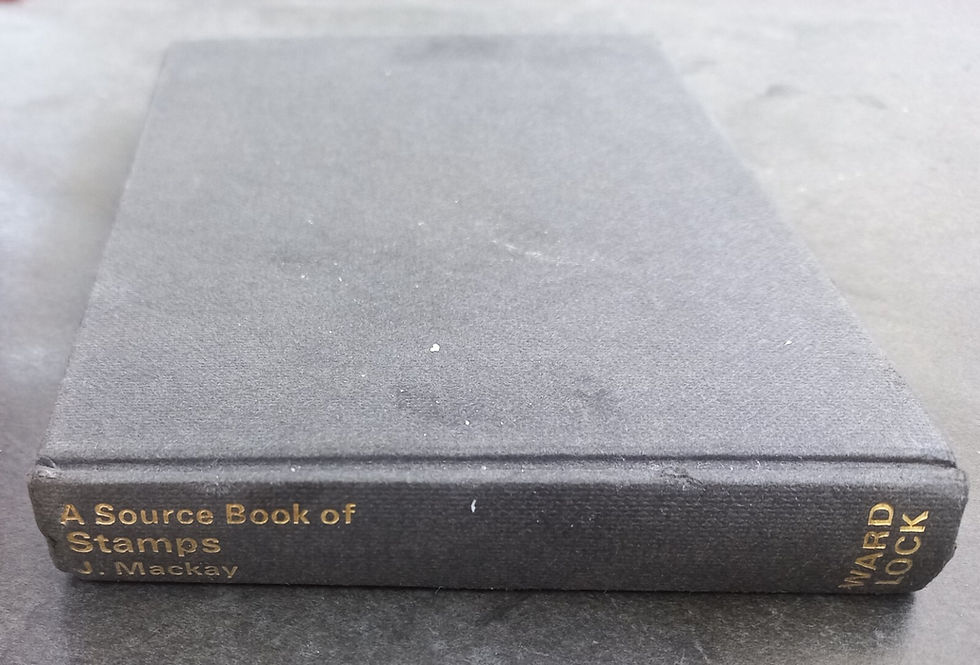 A Source Book of
Stamps
J. Mackay
WARD
LOCK